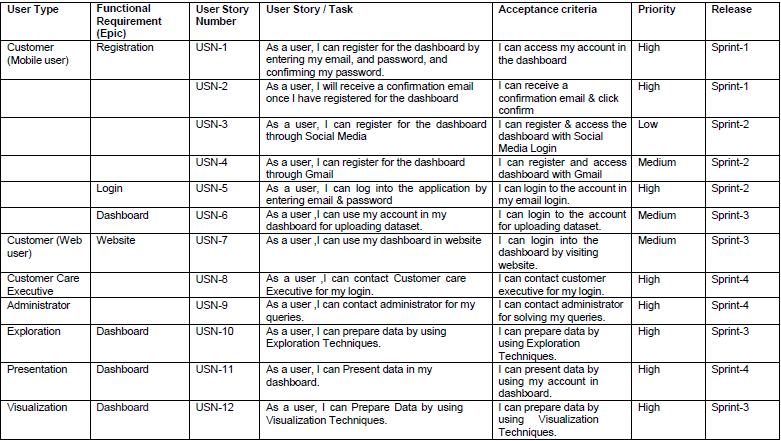 User Type Functional Requirement (Epic) User Story Number User Story / Task Acceptance criteria Priority Release
Customer (Mobile user) Registration USN-1 As a user, I can register for the dashboard by entering my email, and password, and confirming my password. I can access my account in the dashboard High Sprint-1
USN-2 As a user, I will receive a confirmation email once I have registered for the dashboard I can receive a confirmation email & click confirm High Sprint-1
USN-3 As a user, I can register for the dashboard through Social Media I can register & access the dashboard with Social Media Login Low Sprint-2
USN-4 As a user, I can register for the dashboard through Gmail I can register and access dashboard with Gmail Medium Sprint-2
Login USN-5 As a user, I can log into the application by entering email & password I can login to the account in my email login. High Sprint-2
Dashboard USN-6 As a user ,I can use my account in my dashboard for uploading dataset. I can login to the account for uploading dataset. Medium Sprint-3
Customer (Web user) Website USN-7 As a user ,I can use my dashboard in website I can login into the dashboard by visiting website. Medium Sprint-3
Customer Care Executive USN-8 As a user ,I can contact Customer care Executive for my login. I can contact customer executive for my login. High Sprint-4
Administrator USN-9 As a user ,I can contact administrator for my queries. I can contact administrator for solving my queries. High Sprint-4
Exploration Dashboard USN-10 As a user, I can prepare data by using Exploration Techniques. I can prepare data by using Exploration Techniques. High Sprint-3
Presentation Dashboard USN-11 As a user, I can Present data in my dashboard. I can present data by using my account in dashboard. High Sprint-4
Visualization Dashboard USN-12 As a user, I can Prepare Data by using Visualization Techniques. I can prepare data by using Visualization Techniques. High Sprint-3